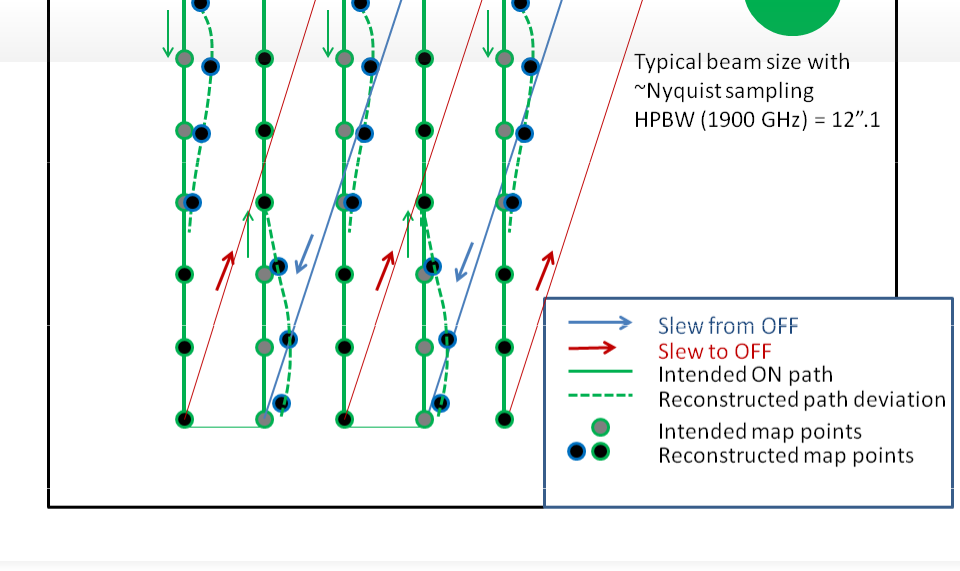 Typical beam size with
~Nyquist sampling
HPBW (1900 GHz) = 12”.1
Slew from OFF
Slew to OFF
Intended ON path
Reconstructed path deviation
Intended map points
Reconstructed map points